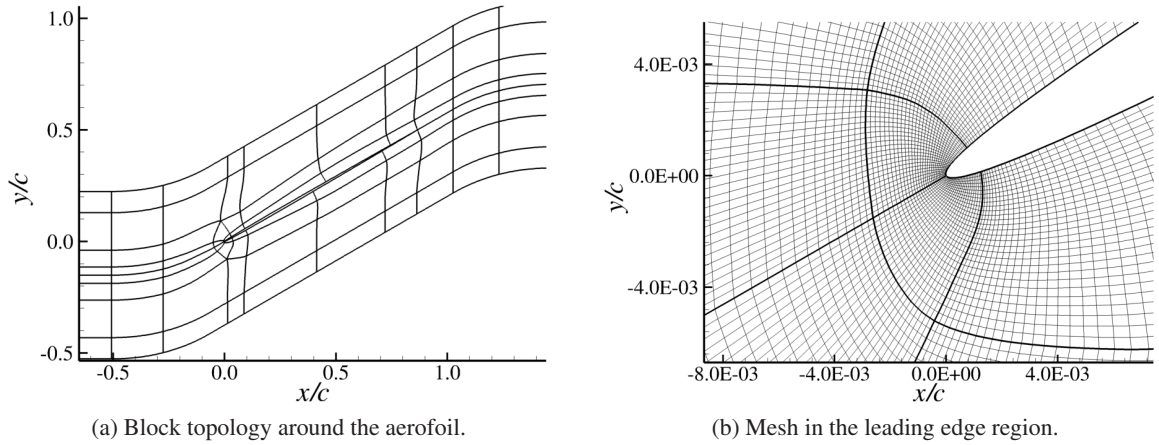 1.0
0.5
0.0
-0.5
y/c
-0.5
0.0
0.5
1.0
x/c
(a) Block topology around the aerofoil.
4.0E-03
0.0E+00
-4.0E-03
y/c
-8.0E-03
-4.0E-03
0.0E+00
4.0E-03
x/c
(b) Mesh in the leading edge region.